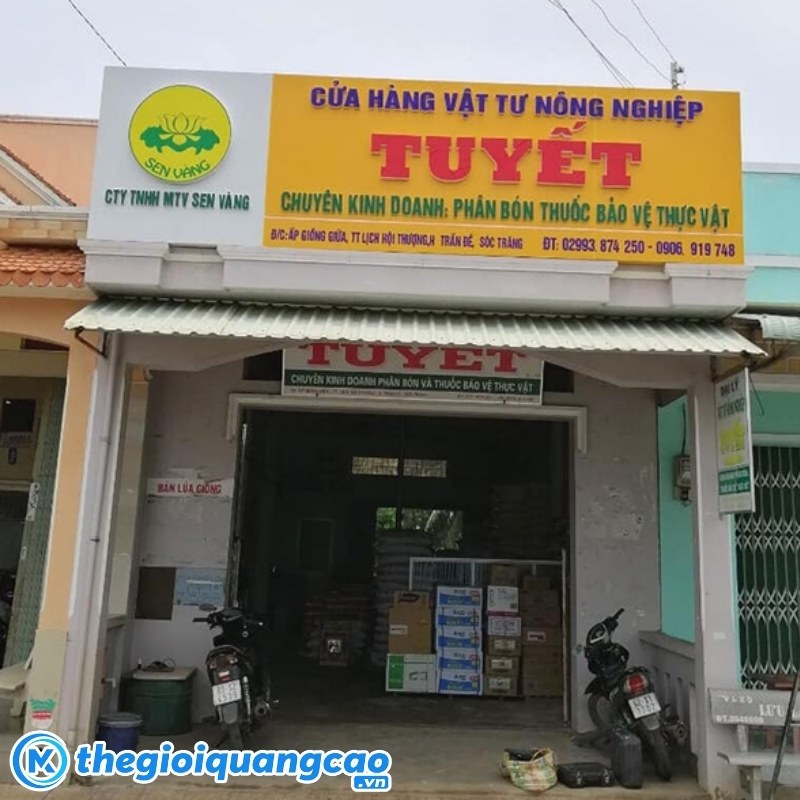 CỬA HÀNG VẬT TƯ NÔNG NGHIỆP
TUYẾT
CHUYÊN KINH DOANH: PHÂN BÓN THUỐC BẢO VỆ THỰC VẬT
Đ/C: ẤP GIỒNG GIỮA, TT LỊCH HỘI THƯỢNG,H TRẦN ĐỀ, SÓC TRĂNG ĐT: 02993. 874 250 - 0906. 919 748
SEN VÀNG
CTY TNHH MTV SEN VÀNG
TUYẾT
CHUYÊN KINH DOANH PHÂN BÓN VÀ THUỐC BẢO VỆ THỰC VẬT
BÁN LÚA GIỐNG
ĐẠI LÝ
LƯU
thegioiquangcao
.vn